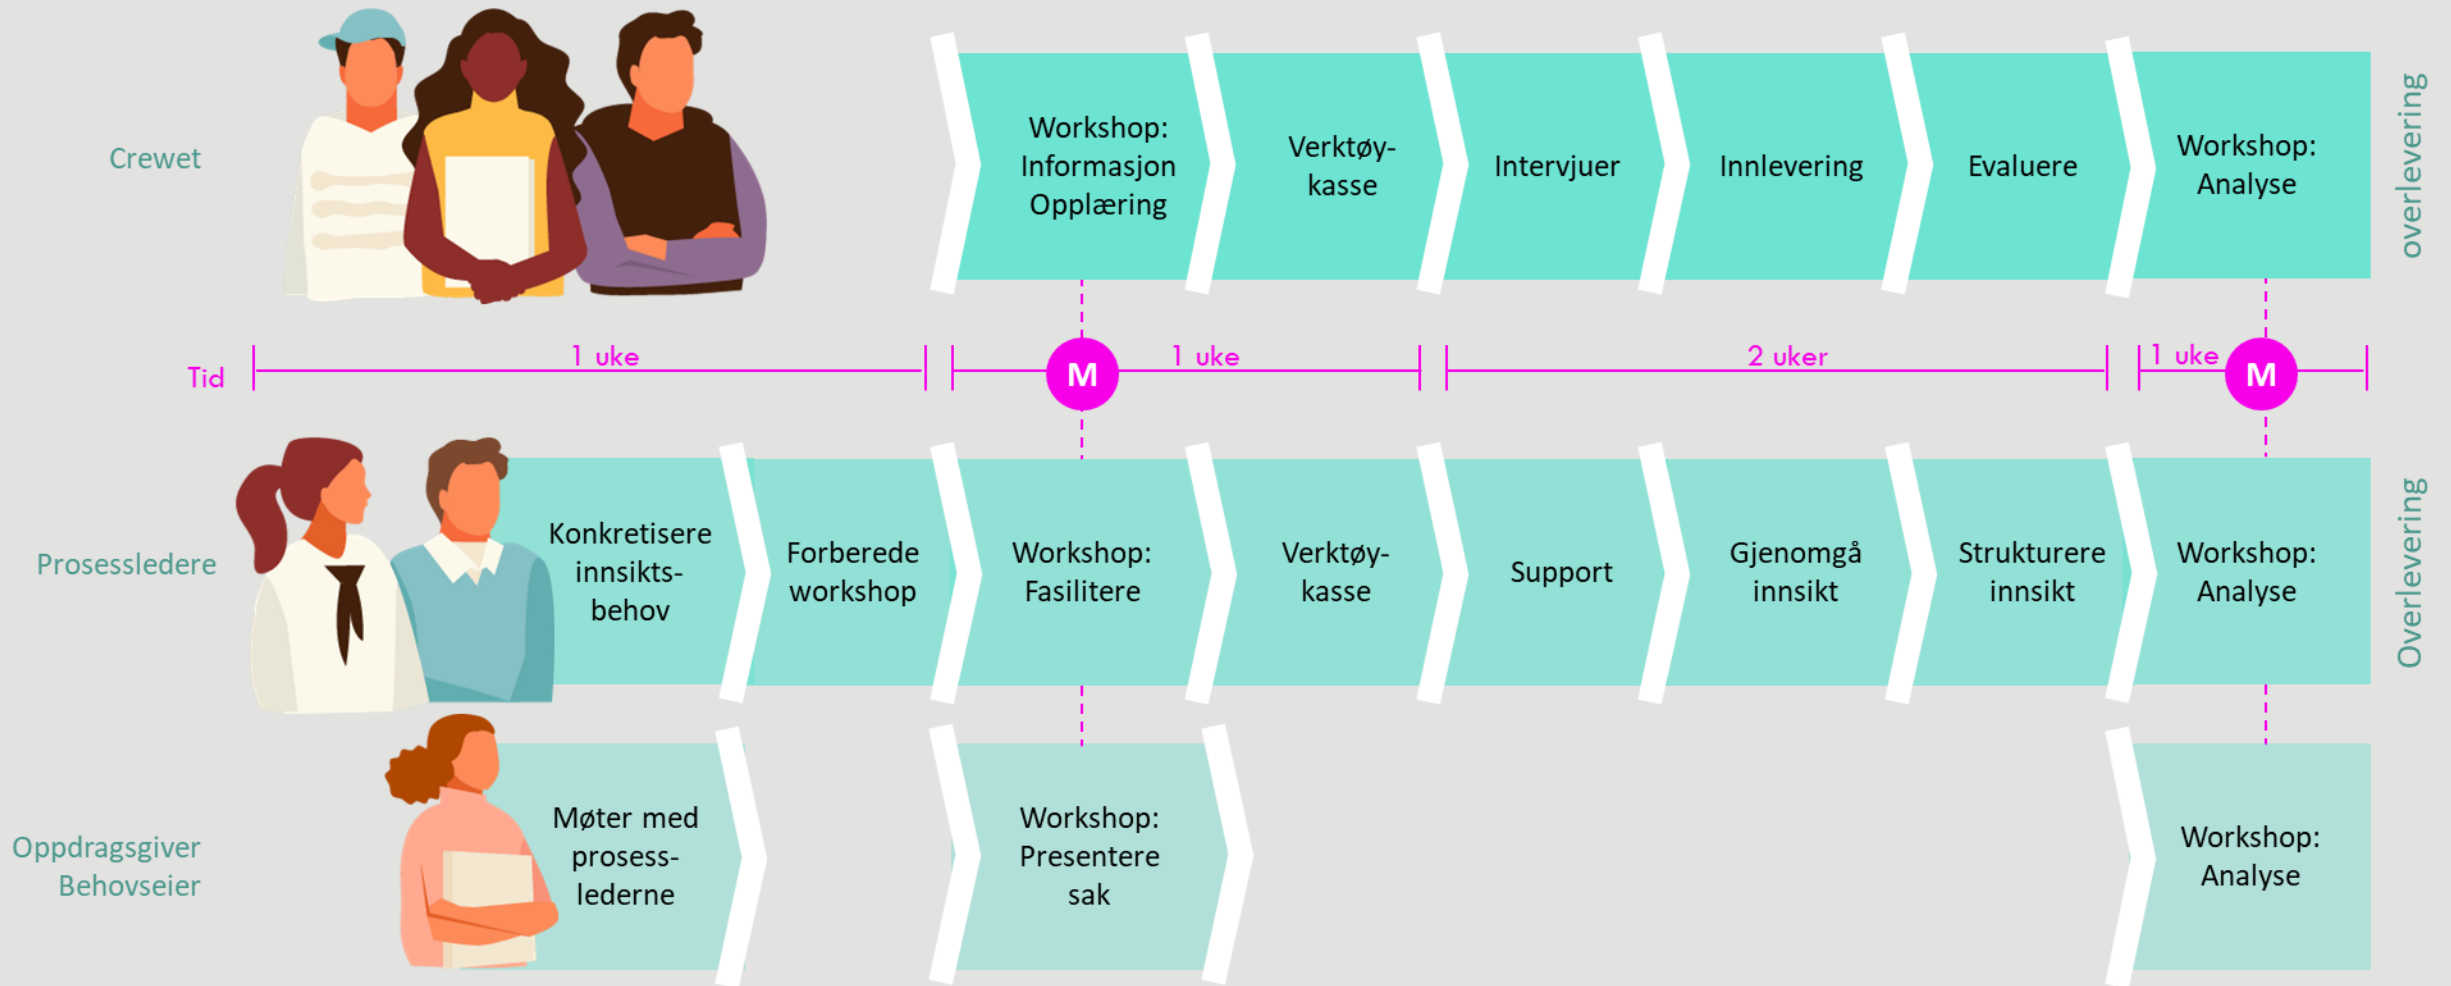 Crewet
Workshop:
Informasjon
Opplæring
Verktøy-
kasse
Intervjuer
Innlevering
Evaluere
Workshop:
Analyse
overlevering
Tid
1 uke
M
1 uke
2 uker
1 uke
M
Prosessledere
Konkretisere
innsikts-
behov
Forberede
workshop
Workshop:
Fasilitere
Verktøy-
kasse
Support
Gjenomgå
innsikt
Strukturere
innsikt
Workshop:
Analyse
Overlevering
Oppdragsgiver
Behovseier
Møter med
prosess-
lederne
Workshop:
Presentere
sak
Workshop:
Analyse